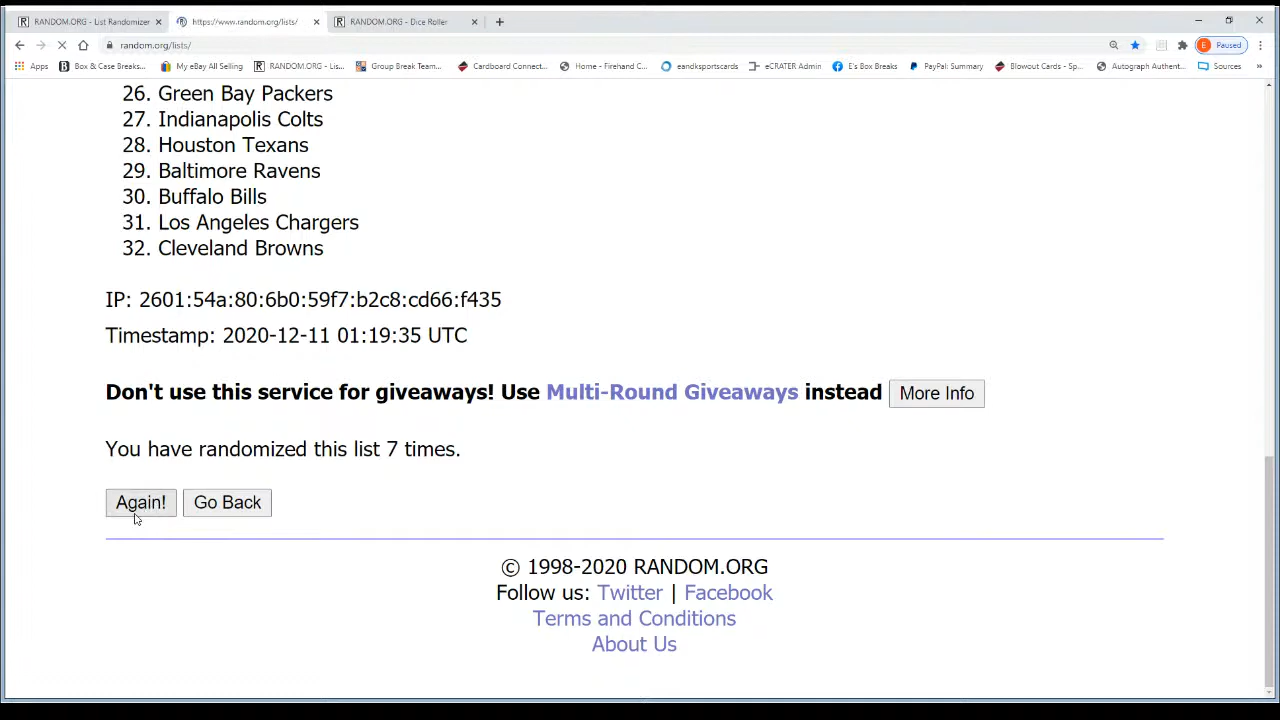 RANDOM.ORG - List Randomizer
https://www.random.org/lists/
RANDOM.ORG - Dice Roller
random.org/lists/
E
Paused
Apps
Box & Case Breaks...
My eBay All Selling
RANDOM.ORG - Lis...
Group Break Team...
Cardboard Connect...
Home - Firehand C...
eandksportscards
eCRATER Admin
E's Box Breaks
PayPal: Summary
Blowout Cards - Sp...
Autograph Authent...
Sources
»
26. Green Bay Packers
27. Indianapolis Colts
28. Houston Texans
29. Baltimore Ravens
30. Buffalo Bills
31. Los Angeles Chargers
32. Cleveland Browns
IP: 2601:54a:80:6b0:59f7:b2c8:cd66:f435
Timestamp: 2020-12-11 01:19:35 UTC
Don't use this service for giveaways! Use Multi-Round Giveaways instead More Info
You have randomized this list 7 times.
Again! Go Back
© 1998-2020 RANDOM.ORG
Follow us: Twitter | Facebook
Terms and Conditions
About Us